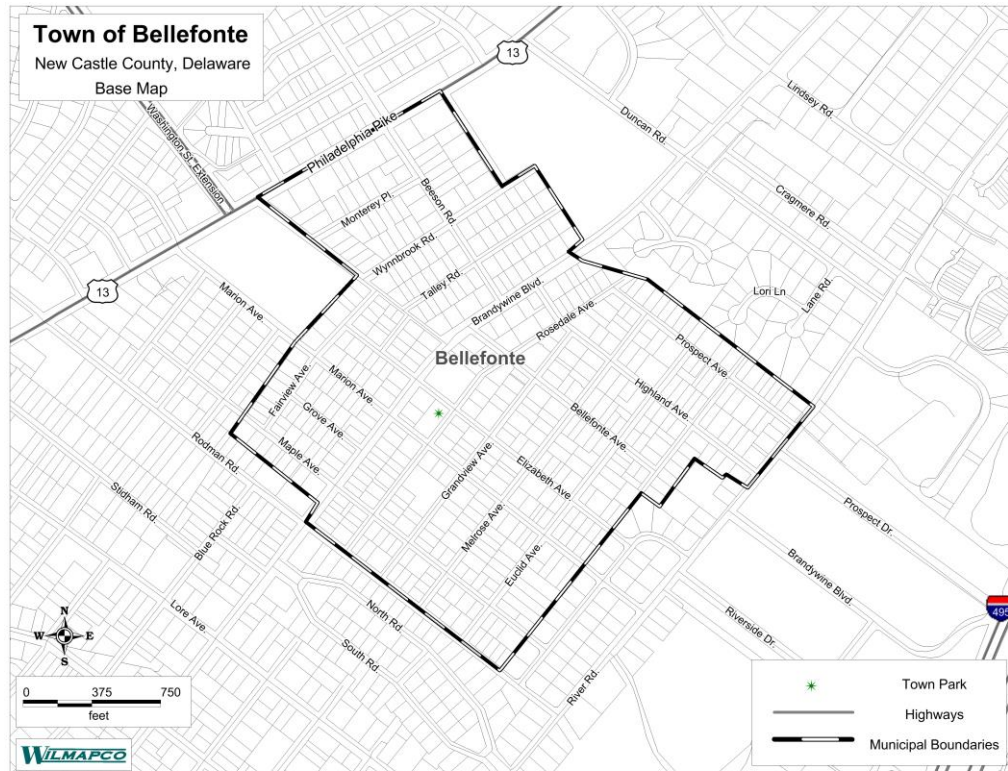 Town of Bellefonte
New Castle County, Delaware
Base Map
13
Philadelphia Pike
Washington St. Extension
Duncan Rd.
Lindsey Rd.
Cragmere Rd.
Monterey Pl.
Beeson Rd.
Wynnbrook Rd.
Talley Rd.
Brandywine Blvd.
Rosedale Ave.
Lori Ln
Lane Rd.
13
Marion Ave.
Prospect Ave.
Bellefonte
Marion Ave.
Fairview Ave.
Grove Ave.
Highland Ave.
Bellefonte Ave.
Maple Ave.
Rodman Rd.
Grandview Ave.
Elizabeth Ave.
Stidham Rd.
Blue Rock Rd.
Melrose Ave.
Euclid Ave.
Prospect Dr.
Brandywine Blvd.
Lore Ave.
North Rd.
South Rd.
Riverside Dr.
River Rd.
495
N
W E
S
0 375 750
feet
WILMAPCO
Town Park
Highways
Municipal Boundaries